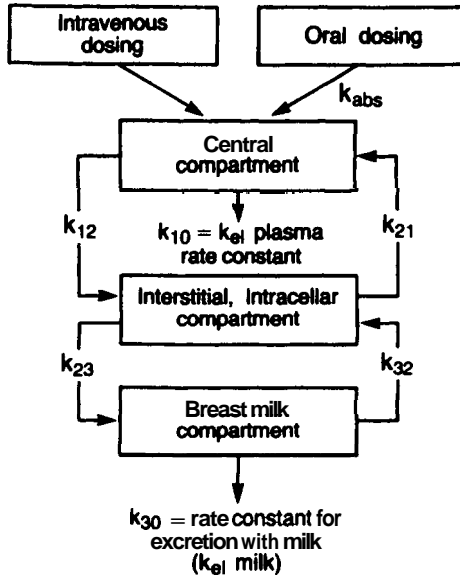 Intravenous
dosing
Oral dosing
kabs
Central
compartment
k12
k10 = kel plasma
rate constant
k21
Interstitial, Intracellar
compartment
k23
k32
Breast milk
compartment
k30 = rate constant for
excretion with milk
(kel milk)